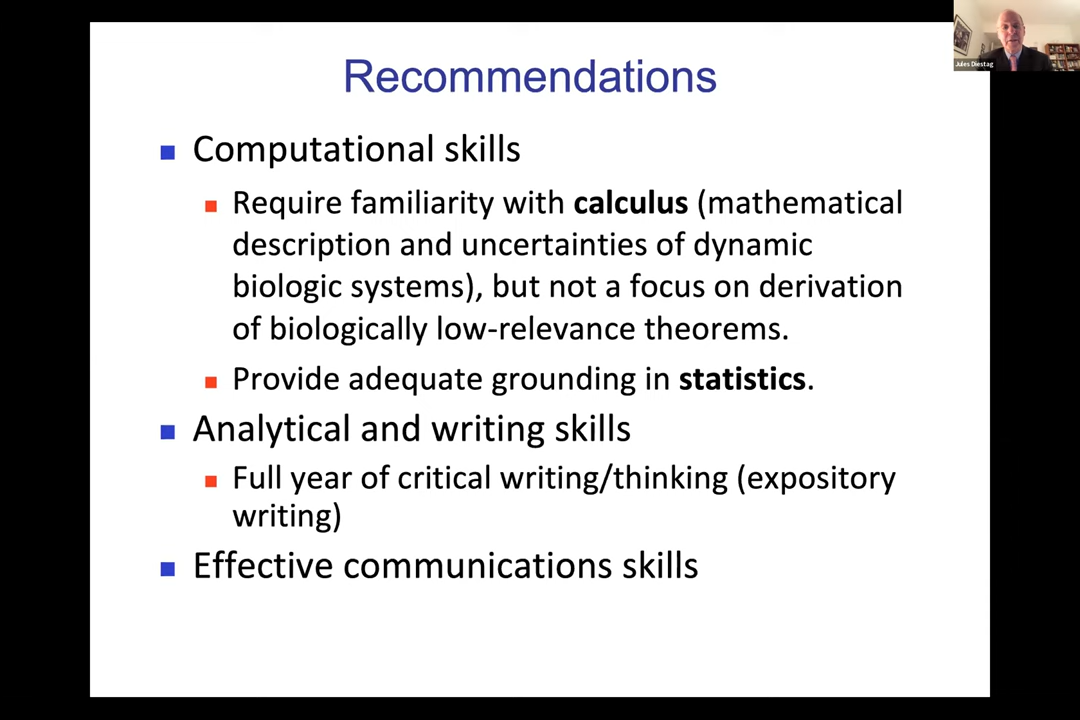 Recommendations
Jules Diestag
Computational skills
Require familiarity with calculus (mathematical
description and uncertainties of dynamic
biologic systems), but not a focus on derivation
of biologically low-relevance theorems.
Provide adequate grounding in statistics.
Analytical and writing skills
Full year of critical writing/thinking (expository
writing)
Effective communications skills